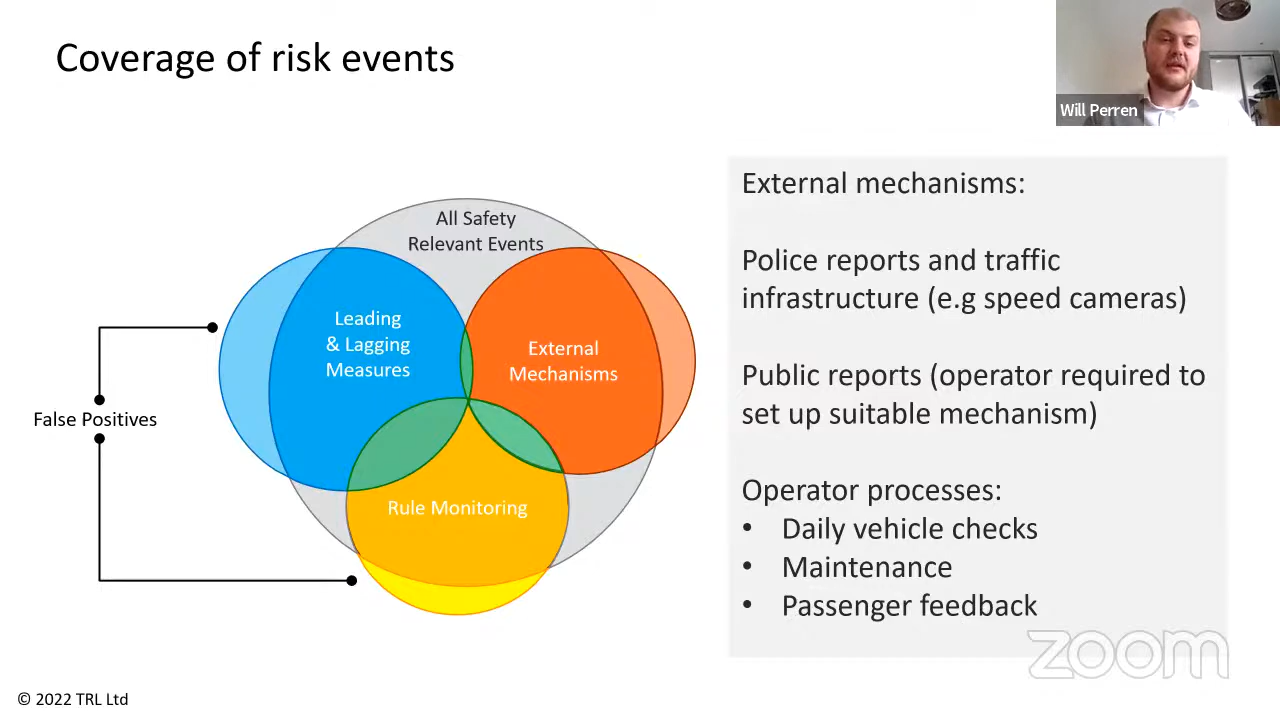 Coverage of risk events
Will Perren
All Safety
Relevant Events
Leading
& Lagging
Measures
External
Mechanisms
False Positives
Rule Monitoring
External mechanisms:
Police reports and traffic
infrastructure (e.g speed cameras)
Public reports (operator required to
set up suitable mechanism)
Operator processes:
• Daily vehicle checks
• Maintenance
• Passenger feedback
zoom
© 2022 TRL Ltd